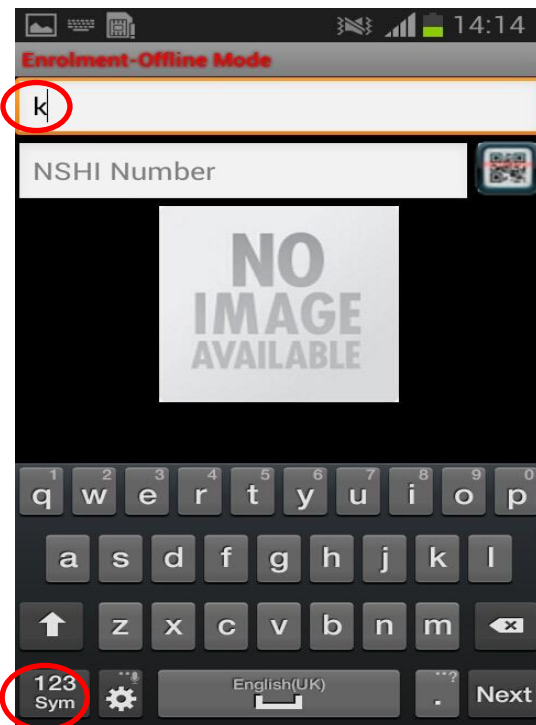 14:14
Enrolment-Offline Mode
k
NSHI Number
NO
IMAGE
AVAILABLE
1 2 3 4 5 6 7 8 9 0
q w e r t y u i o p
a s d f g h j k l
z x c v b n m
123 English(UK) ...?
Sym . Next